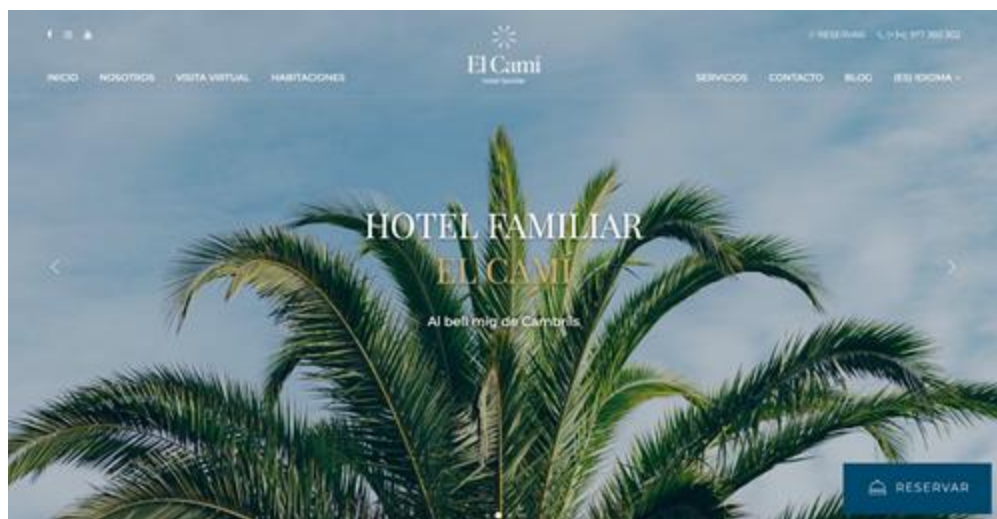 RESERVAR
El Camí
INICIO NOSOTROS VISITA VIRTUAL HABITACIONES
SERVICIOS CONTACTO BLOG (ES) IDIOMA
HOTEL FAMILIAR
EL CAMÍ
Al bell mig de Cambrils
RESERVAR